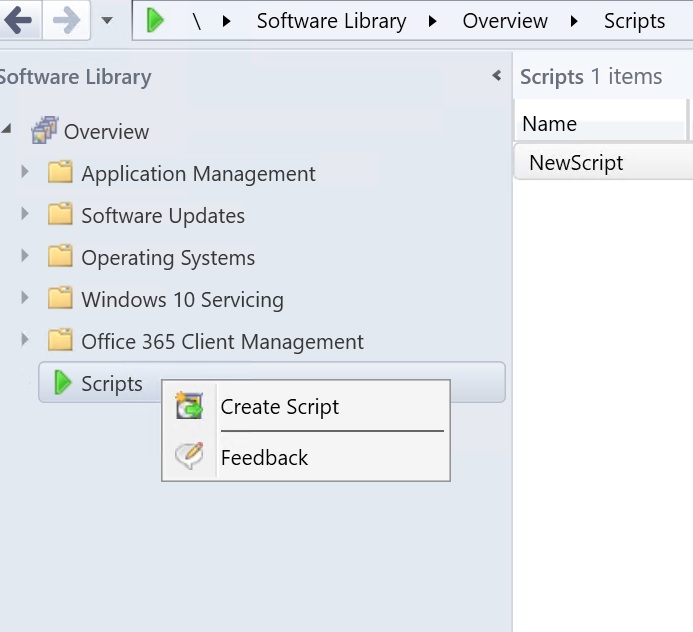 \ Software Library Overview Scripts
Software Library
Overview
Application Management
Software Updates
Operating Systems
Windows 10 Servicing
Office 365 Client Management
Scripts
Create Script
Feedback
Scripts 1 items
Name
NewScript